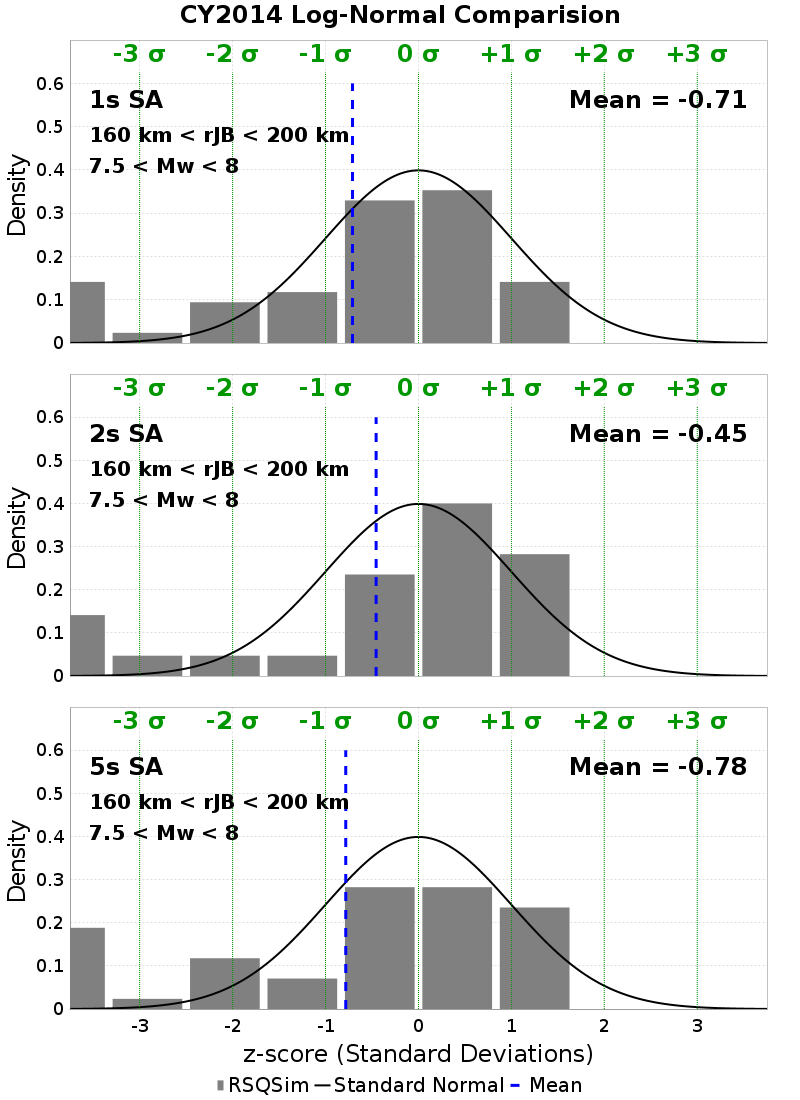 CY2014 Log-Normal Comparision
-3 σ -2 σ -1 σ 0 σ +1 σ +2 σ +3 σ
0.6
1s SA Mean = -0.71
0.5
160 km < rJB < 200 km
7.5 < Mw < 8
0.4
Density
0.3
0.2
0.1
0
-3 σ -2 σ -1 σ 0 σ +1 σ +2 σ +3 σ
0.6
2s SA Mean = -0.45
0.5
160 km < rJB < 200 km
7.5 < Mw < 8
0.4
Density
0.3
0.2
0.1
0
-3 σ -2 σ -1 σ 0 σ +1 σ +2 σ +3 σ
0.6
5s SA Mean = -0.78
0.5
160 km < rJB < 200 km
7.5 < Mw < 8
0.4
Density
0.3
0.2
0.1
0
-3 -2 -1 0 1 2 3
z-score (Standard Deviations)
RSQSim Standard Normal Mean